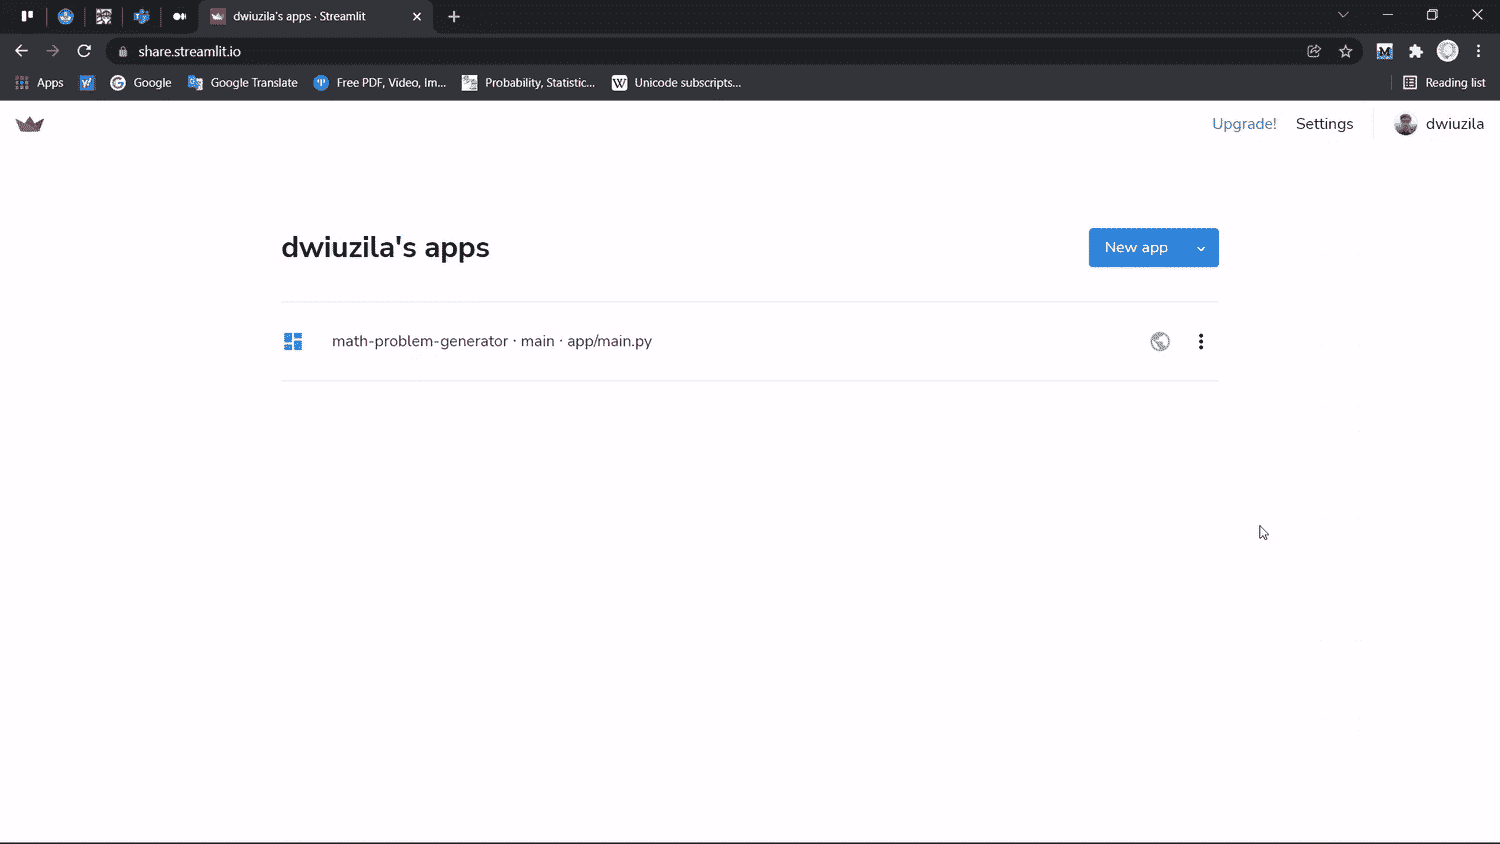 dwiuzila's apps · Streamlit
share.streamlit.io
Apps Google Google Translate Free PDF, Video, Im... Probability, Statistic... Unicode subscripts... Reading list
Upgrade! Settings dwiuzila
dwiuzila's apps New app
math-problem-generator · main · app/main.py